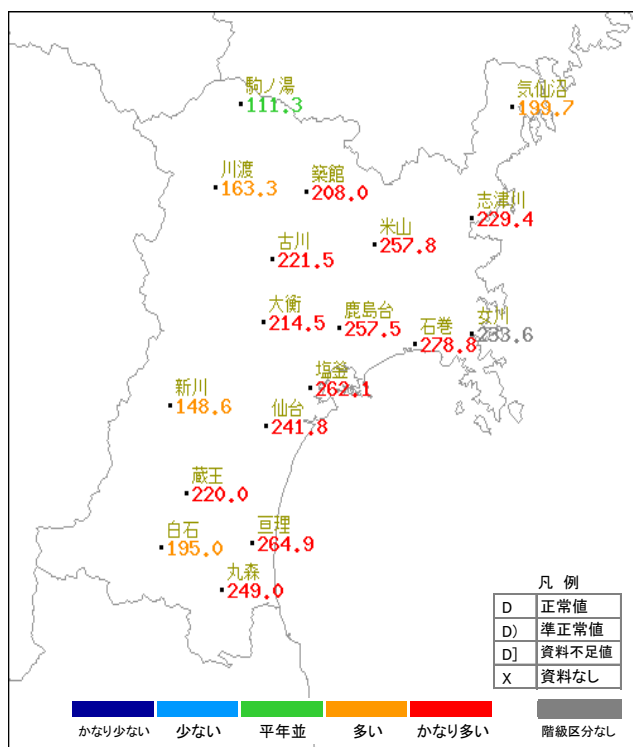 駒ノ湯
111.3
気仙沼
199.7
川渡
163.3
築館
208.0
志津川
229.4
米山
257.8
古川
221.5
大衡
214.5
鹿島台
257.5
石巻
278.8
女川
233.6
塩釜
262.1
新川
148.6
仙台
241.8
蔵王
220.0
白石
195.0
亘理
264.9
丸森
249.0
凡 例
D 正常値
D) 準正常値
D] 資料不足値
X 資料なし
かなり少ない 少ない 平年並 多い かなり多い 階級区分なし